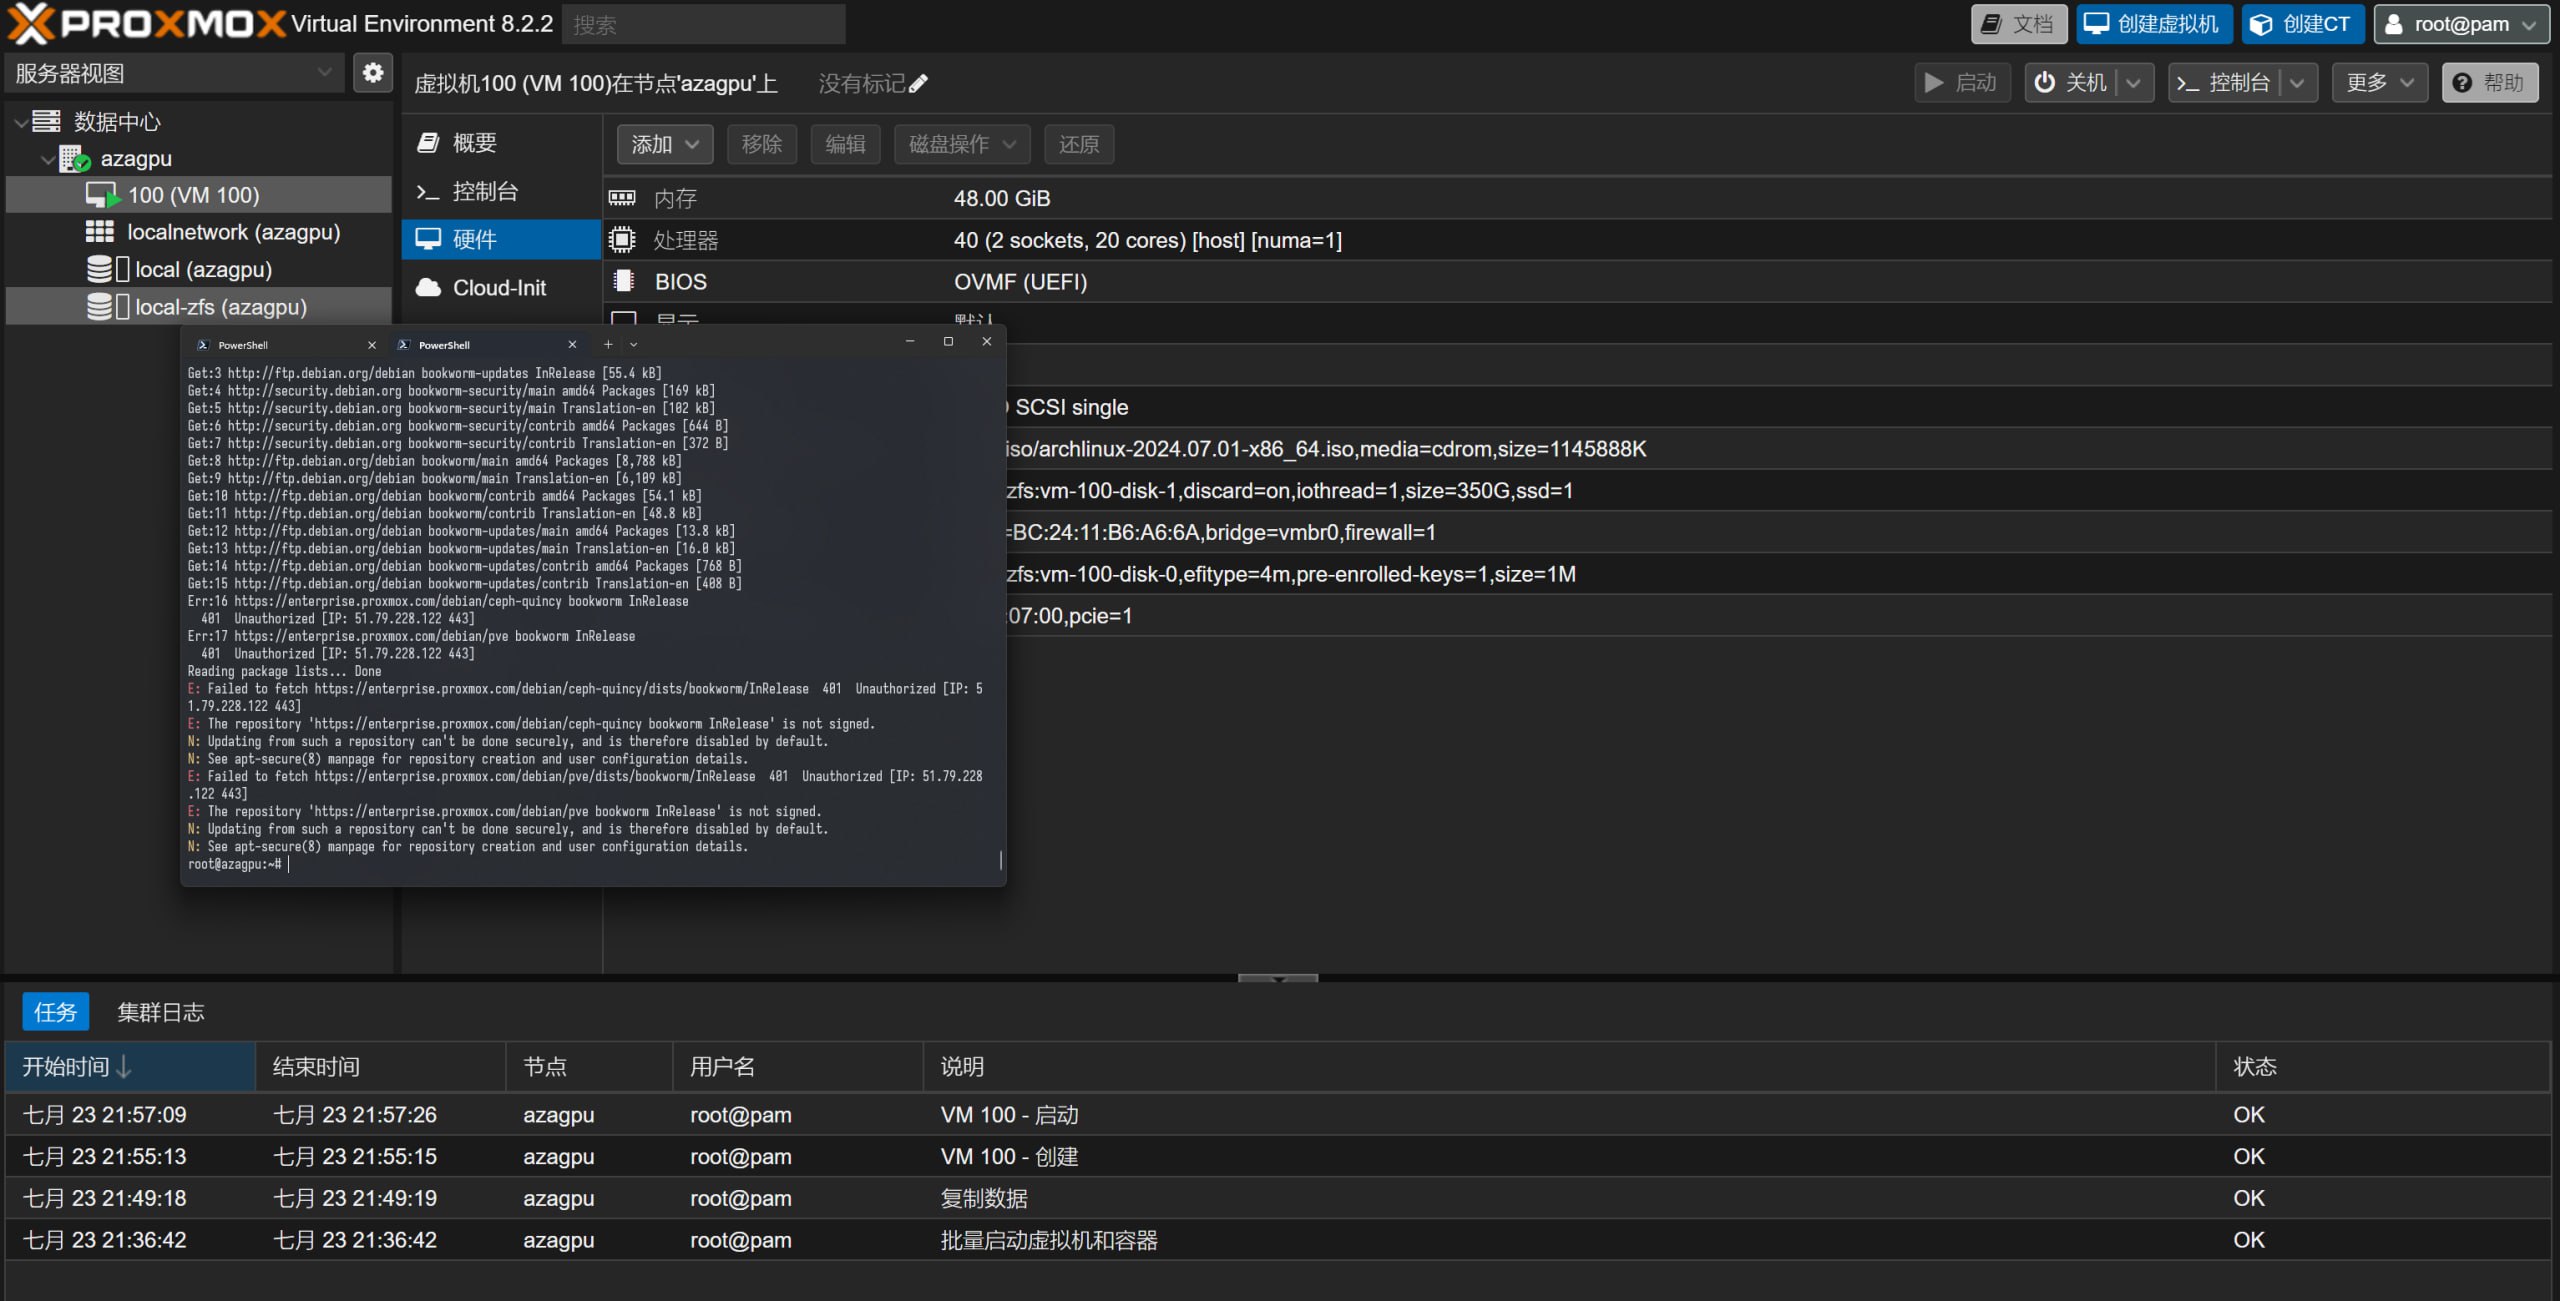 PROXMOX Virtual Environment 8.2.2 搜索 文档 创建虚拟机 创建CT root@pam
服务器视图
虚拟机100 (VM 100)在节点'azagpu'上 没有标记 启动 关机 控制台 更多 帮助
数据中心
azagpu
100 (VM 100)
localnetwork (azagpu)
local (azagpu)
local-zfs (azagpu)
概要
控制台
硬件
Cloud-Init
添加 移除 编辑 磁盘操作 还原
内存 48.00 GiB
处理器 40 (2 sockets, 20 cores) [host] [numa=1]
BIOS OVMF (UEFI)
显示 默认
SCSI single
iso/archlinux-2024.07.01-x86_64.iso,media=cdrom,size=1145888K
zfs:vm-100-disk-1,discard=on,iothread=1,size=350G,ssd=1
=BC:24:11:B6:A6:6A,bridge=vmbr0,firewall=1
zfs:vm-100-disk-0,efitype=4m,pre-enrolled-keys=1,size=1M
:07:00,pcie=1
PowerShell PowerShell
Get:3 http://ftp.debian.org/debian bookworm-updates InRelease [55.4 kB]
Get:4 http://security.debian.org bookworm-security/main amd64 Packages [169 kB]
Get:5 http://security.debian.org bookworm-security/main Translation-en [102 kB]
Get:6 http://security.debian.org bookworm-security/contrib amd64 Packages [644 B]
Get:7 http://security.debian.org bookworm-security/contrib Translation-en [372 B]
Get:8 http://ftp.debian.org/debian bookworm/main amd64 Packages [8,788 kB]
Get:9 http://ftp.debian.org/debian bookworm/main Translation-en [6,109 kB]
Get:10 http://ftp.debian.org/debian bookworm/contrib amd64 Packages [54.1 kB]
Get:11 http://ftp.debian.org/debian bookworm/contrib Translation-en [48.8 kB]
Get:12 http://ftp.debian.org/debian bookworm-updates/main amd64 Packages [13.8 kB]
Get:13 http://ftp.debian.org/debian bookworm-updates/main Translation-en [16.0 kB]
Get:14 http://ftp.debian.org/debian bookworm-updates/contrib amd64 Packages [768 B]
Get:15 http://ftp.debian.org/debian bookworm-updates/contrib Translation-en [408 B]
Err:16 https://enterprise.proxmox.com/debian/ceph-quincy bookworm InRelease
401 Unauthorized [IP: 51.79.228.122 443]
Err:17 https://enterprise.proxmox.com/debian/pve bookworm InRelease
401 Unauthorized [IP: 51.79.228.122 443]
Reading package lists... Done
E: Failed to fetch https://enterprise.proxmox.com/debian/ceph-quincy/dists/bookworm/InRelease 401 Unauthorized [IP: 5
1.79.228.122 443]
E: The repository 'https://enterprise.proxmox.com/debian/ceph-quincy bookworm InRelease' is not signed.
N: Updating from such a repository can't be done securely, and is therefore disabled by default.
N: See apt-secure(8) manpage for repository creation and user configuration details.
E: Failed to fetch https://enterprise.proxmox.com/debian/pve/dists/bookworm/InRelease 401 Unauthorized [IP: 51.79.228
.122 443]
E: The repository 'https://enterprise.proxmox.com/debian/pve bookworm InRelease' is not signed.
N: Updating from such a repository can't be done securely, and is therefore disabled by default.
N: See apt-secure(8) manpage for repository creation and user configuration details.
root@azagpu:~#
任务 集群日志
开始时间 结束时间 节点 用户名 说明 状态
七月 23 21:57:09 七月 23 21:57:26 azagpu root@pam VM 100 - 启动 OK
七月 23 21:55:13 七月 23 21:55:15 azagpu root@pam VM 100 - 创建 OK
七月 23 21:49:18 七月 23 21:49:19 azagpu root@pam 复制数据 OK
七月 23 21:36:42 七月 23 21:36:42 azagpu root@pam 批量启动虚拟机和容器 OK